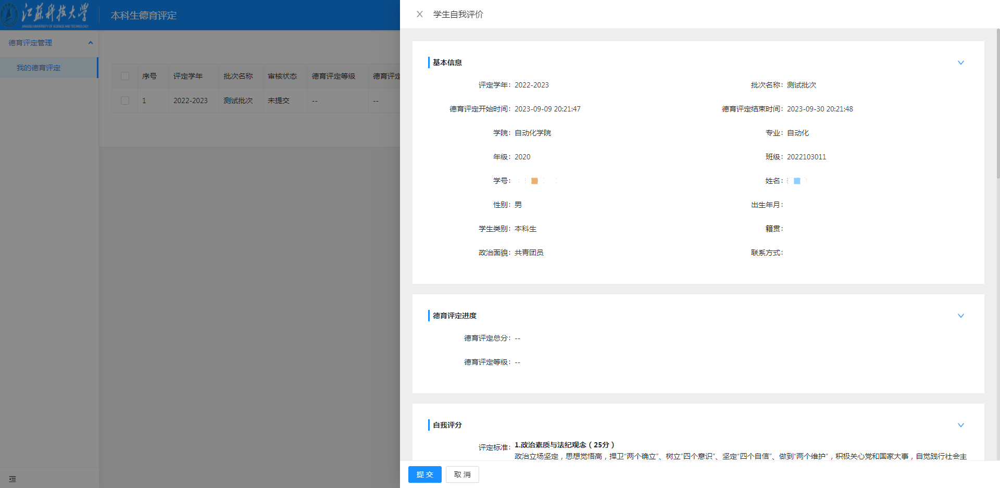 江苏科技大学
JIANGSU UNIVERSITY OF SCIENCE AND TECHNOLOGY
本科生德育评定
德育评定管理
我的德育评定
序号 评定学年 批次名称 审核状态 德育评定等级 德育评定
1 2022-2023 测试批次 未提交 -- --
学生自我评价
基本信息
评定学年： 2022-2023 批次名称： 测试批次
德育评定开始时间： 2023-09-09 20:21:47 德育评定结束时间： 2023-09-30 20:21:48
学院： 自动化学院 专业： 自动化
年级： 2020 班级： 2022103011
学号： 姓名：
性别： 男 出生年月：
学生类别： 本科生 籍贯：
政治面貌： 共青团员 联系方式：
德育评定进度
德育评定总分： --
德育评定等级： --
自我评分
评定标准： 1.政治素质与法纪观念（25分）
政治立场坚定，思想觉悟高，捍卫“两个确立”、树立“四个意识”、坚定“四个自信”、做到“两个维护”，积极关心党和国家大事，自觉践行社会主
提 交 取 消